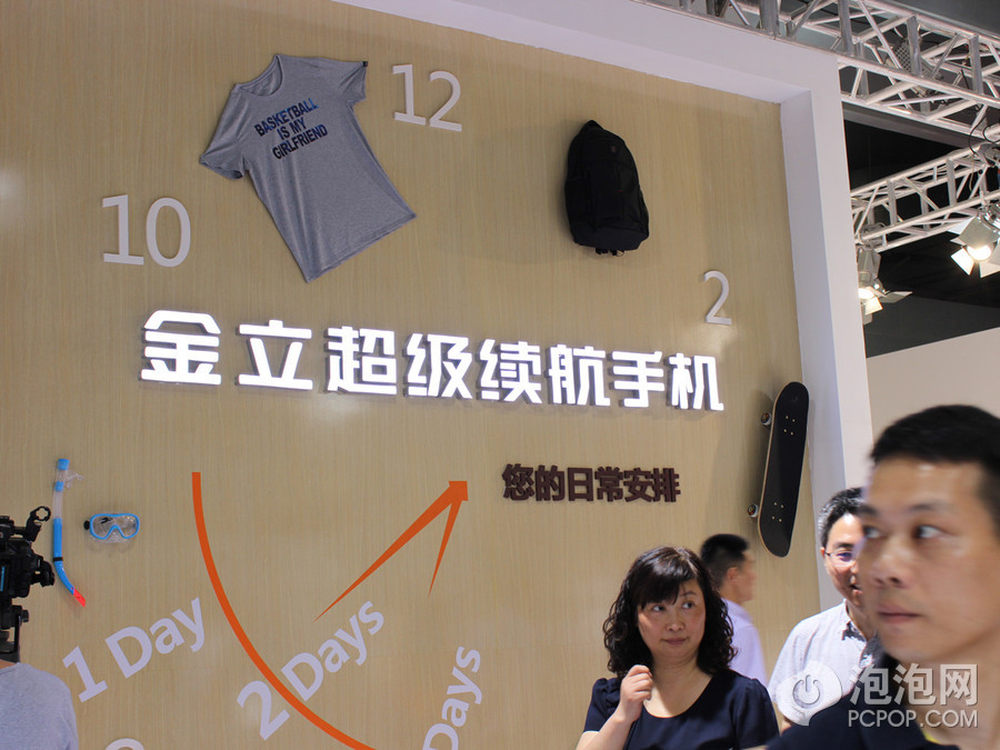 12
BASKETBALL
IS MY
GIRLFRIEND
10
2
金立超级续航手机
您的日常安排
1 Day
2 Days
Days
泡泡网
PCPOP.COM